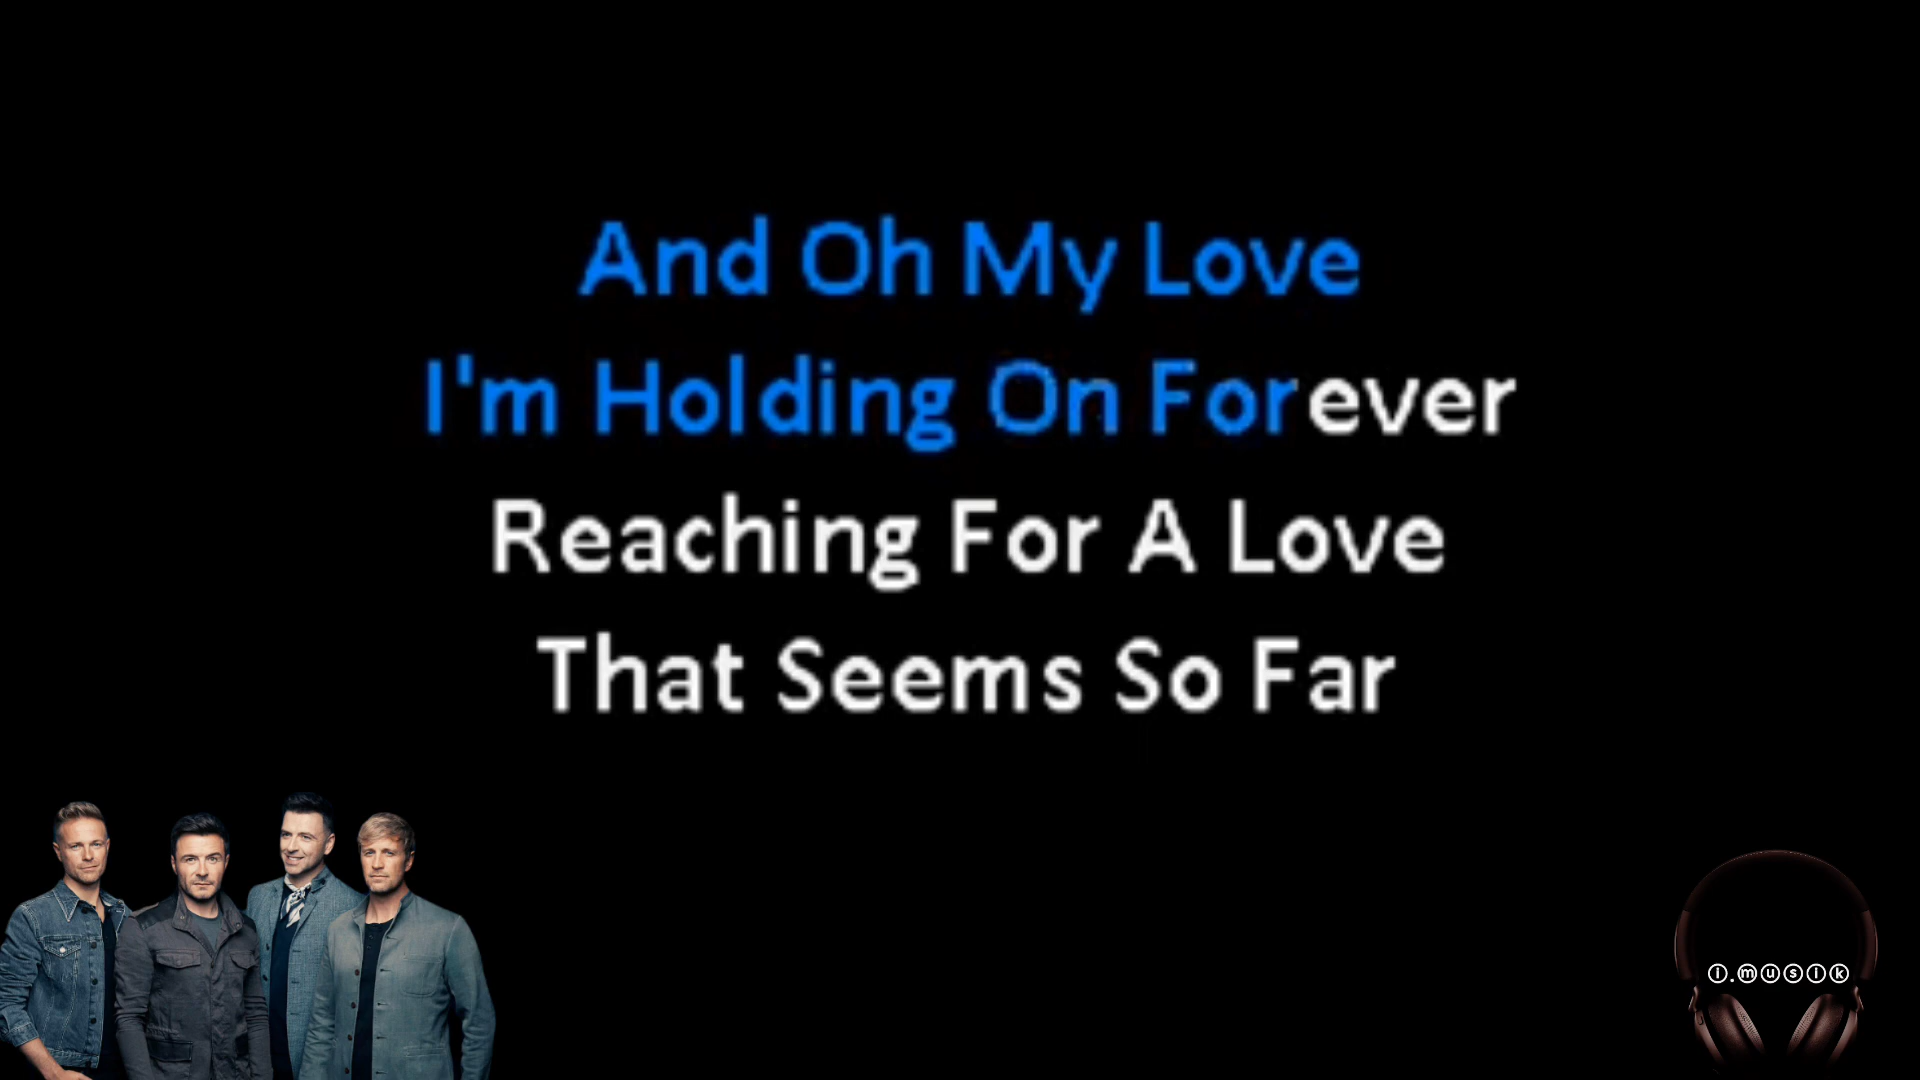 And Oh My Love
I'm Holding On Forever
Reaching For A Love
That Seems So Far
i.musik